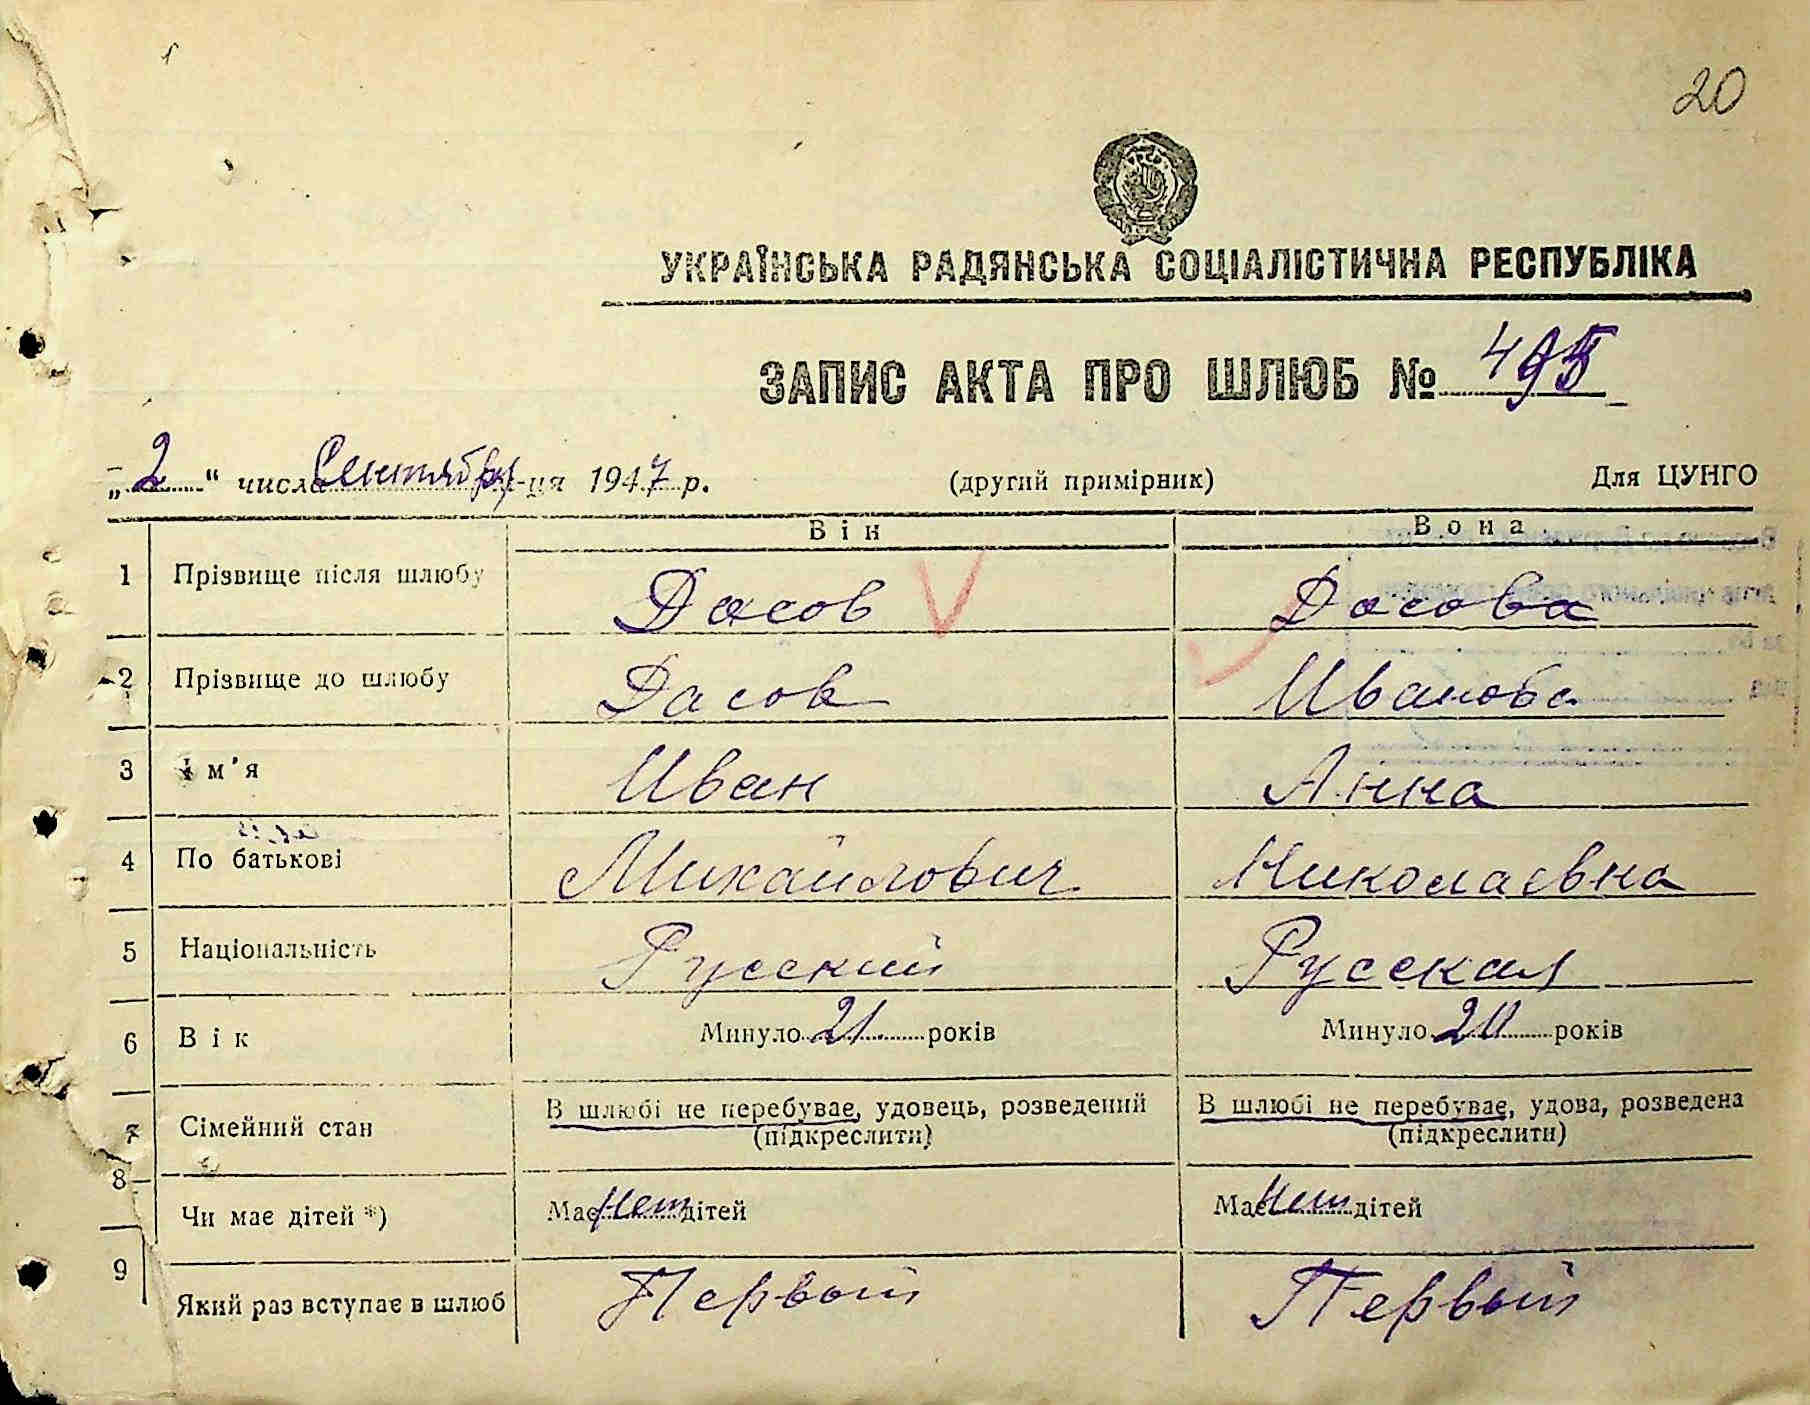 20
УКРАЇНСЬКА РАДЯНСЬКА СОЦІАЛІСТИЧНА РЕСПУБЛІКА
ЗАПИС АКТА ПРО ШЛЮБ № 495
„2“ числа Сентября-ця 1947 р. (другий примірник) Для ЦУНГО
Він Вона
1 Прізвище після шлюбу Дасов Дасова
2 Прізвище до шлюбу Дасов Иванова
3 Ім'я Иван Анна
4 По батькові Михайлович Николаевна
5 Національність Русский Русская
6 Вік Минуло 21 років Минуло 20 років
7 Сімейний стан В шлюбі не перебуває, удовець, розведений В шлюбі не перебуває, удова, розведена
(підкреслити) (підкреслити)
8 Чи має дітей *) Має Нет дітей Має Нет дітей
9 Який раз вступає в шлюб Первый Первый